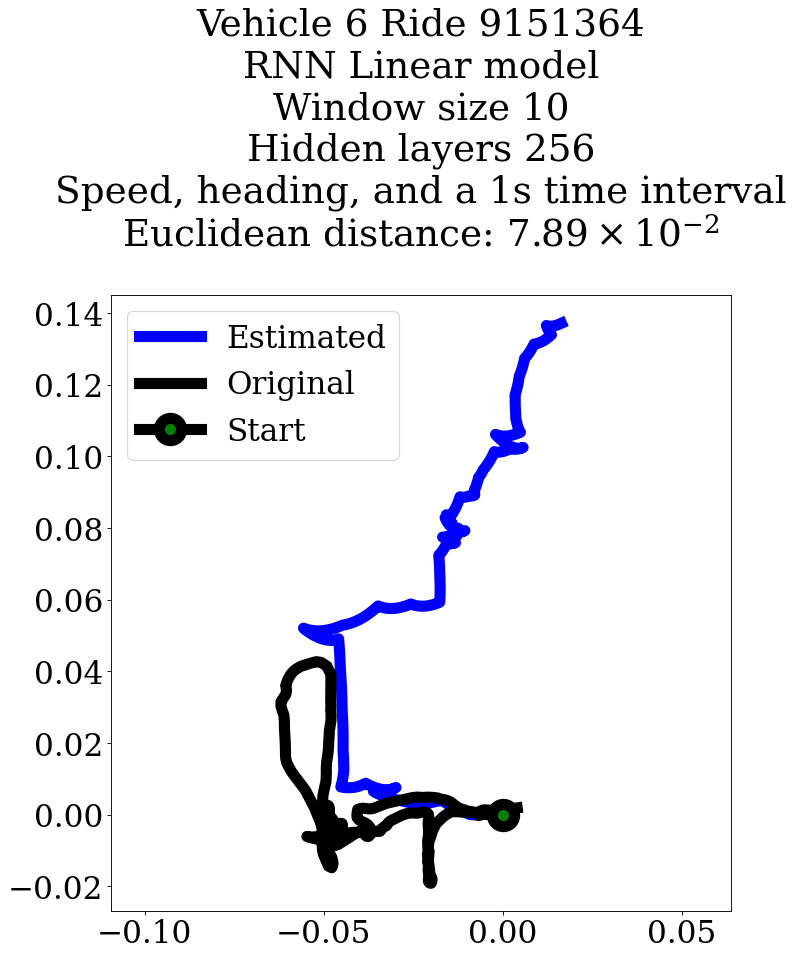 Vehicle 6 Ride 9151364
RNN Linear model
Window size 10
Hidden layers 256
Speed, heading, and a 1s time interval
Euclidean distance: 7.89 × 10⁻²
Estimated
Original
Start
0.14
0.12
0.10
0.08
0.06
0.04
0.02
0.00
−0.02
−0.10
−0.05
0.00
0.05